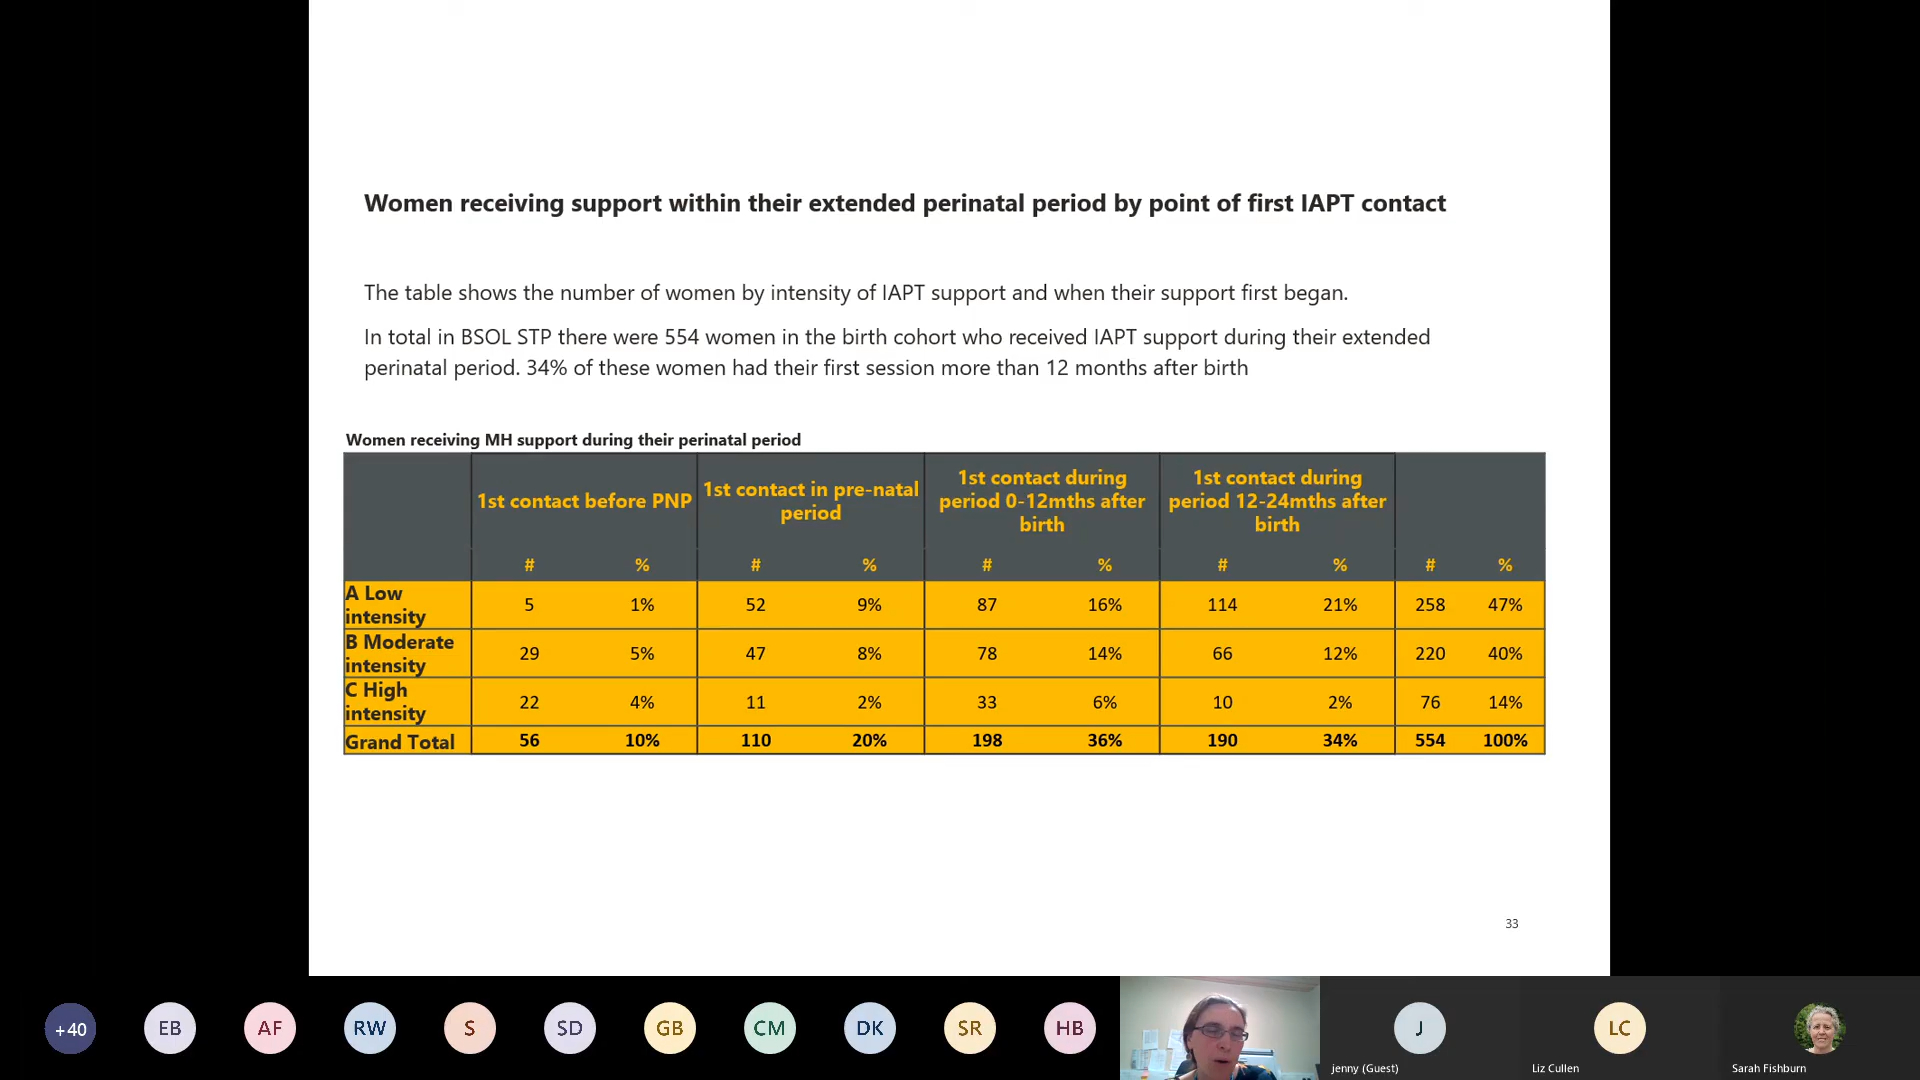 Women receiving support within their extended perinatal period by point of first IAPT contact
The table shows the number of women by intensity of IAPT support and when their support first began.
In total in BSOL STP there were 554 women in the birth cohort who received IAPT support during their extended
perinatal period. 34% of these women had their first session more than 12 months after birth
Women receiving MH support during their perinatal period
1st contact before PNP
1st contact in pre-natal
period
1st contact during
period 0-12mths after
birth
1st contact during
period 12-24mths after
birth
# % # % # % # % # %
A Low
intensity
5 1% 52 9% 87 16% 114 21% 258 47%
B Moderate
intensity
29 5% 47 8% 78 14% 66 12% 220 40%
C High
intensity
22 4% 11 2% 33 6% 10 2% 76 14%
Grand Total 56 10% 110 20% 198 36% 190 34% 554 100%
33
+40 EB AF RW S SD GB CM DK SR HB J LC
jenny (Guest) Liz Cullen Sarah Fishburn